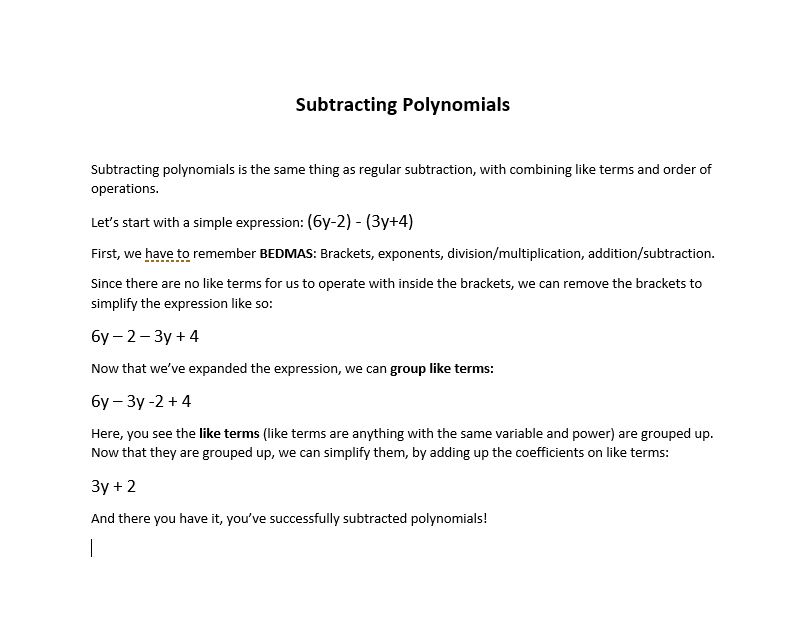 Subtracting Polynomials
Subtracting polynomials is the same thing as regular subtraction, with combining like terms and order of
operations.
Let’s start with a simple expression: (6y-2) - (3y+4)
First, we have to remember BEDMAS: Brackets, exponents, division/multiplication, addition/subtraction.
Since there are no like terms for us to operate with inside the brackets, we can remove the brackets to
simplify the expression like so:
6y – 2 – 3y + 4
Now that we’ve expanded the expression, we can group like terms:
6y – 3y -2 + 4
Here, you see the like terms (like terms are anything with the same variable and power) are grouped up.
Now that they are grouped up, we can simplify them, by adding up the coefficients on like terms:
3y + 2
And there you have it, you’ve successfully subtracted polynomials!